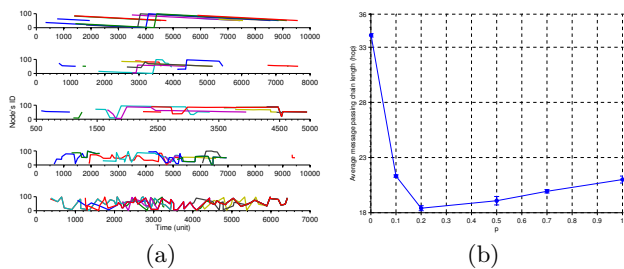 100
0
0 1000 2000 3000 4000 5000 6000 7000 8000 9000 10000
100
0
0 1000 2000 3000 4000 5000 6000 7000 8000
100
0
500 1500 2500 3500 4500 5000
100
0
0 1000 2000 3000 4000 5000 6000 7000 8000 9000 10000
100
0
0 1000 2000 3000 4000 5000 6000 7000
Node's ID
Time (unit)
(a)
36
33
28
23
18
0 0.1 0.2 0.3 0.4 0.5 0.6 0.7 0.8 0.9 1.0
Average message passing chain length (hop)
p
(b)